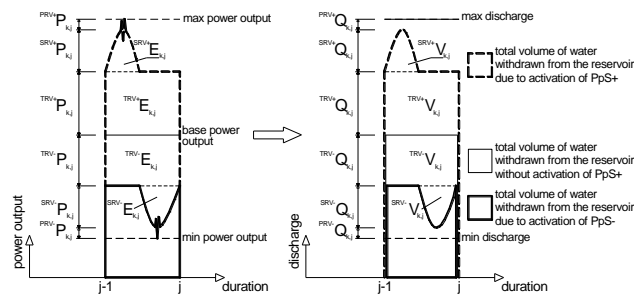 PRV+P k,j
max power output
SRV+P k,j
SRV+E k,j
TRV+P k,j
TRV+E k,j
base power
output
TRV-P k,j
TRV-E k,j
SRV-P k,j
SRV-E k,j
PRV-P k,j
min power output
power output
j-1
j
duration
PRV+Q k,j
max discharge
SRV+Q k,j
SRV+V k,j
TRV+Q k,j
TRV+V k,j
TRV-Q k,j
TRV-V k,j
SRV-Q k,j
SRV-V k,j
PRV-Q k,j
min discharge
discharge
j-1
j
duration
total volume of water
withdrawn from the reservoir
due to activation of PpS+
total volume of water
withdrawn from the reservoir
without activation of PpS+
total volume of water
withdrawn from the reservoir
due to activation of PpS-